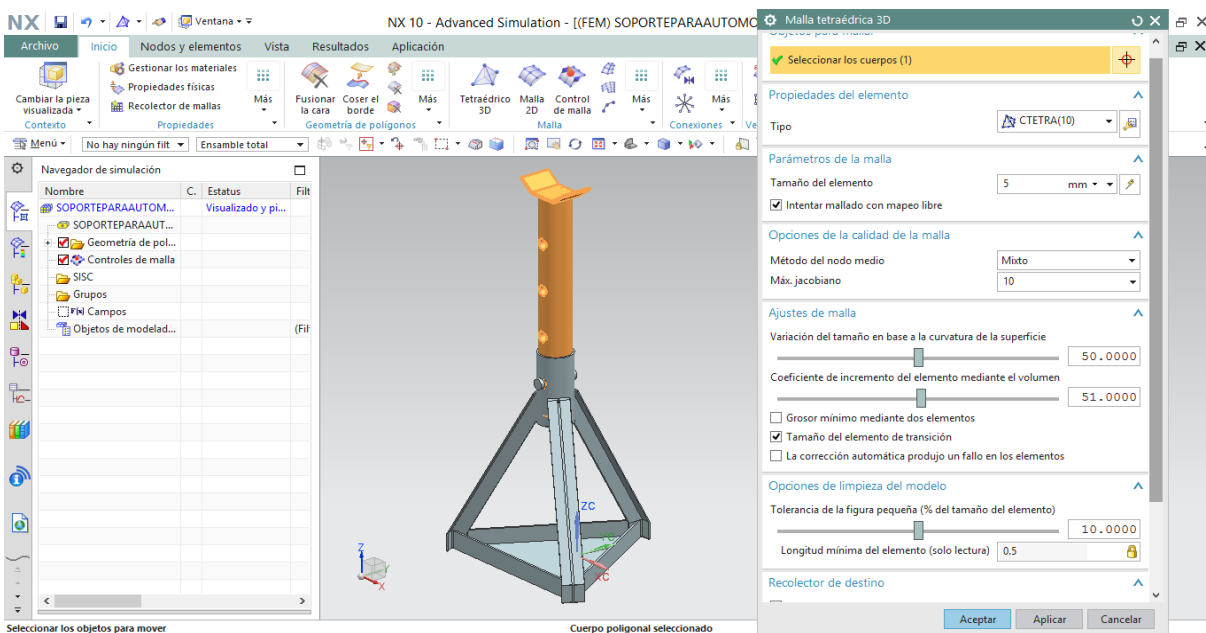 NX
Ventana
NX 10 - Advanced Simulation - [(FEM) SOPORTEPARAAUTOMO
Archivo Inicio Nodos y elementos Vista Resultados Aplicación
Cambiar la pieza visualizada
Gestionar los materiales
Propiedades físicas
Recolector de mallas
Más
Fusionar la cara
Coser el borde
Más
Tetraédrico 3D
Malla 2D
Control de malla
Más
Más
Contexto Propiedades Geometría de polígonos Malla Conexiones Ve
Menú No hay ningún filt Ensamble total
Navegador de simulación
Nombre C. Estatus Filt
SOPORTEPARAAUTOM... Visualizado y pi...
SOPORTEPARAAUT...
Geometría de pol...
Controles de malla
SISC
Grupos
F(x) Campos
Objetos de modelad... (Filt
ZC
YC
XC
Z
Y
X
Seleccionar los objetos para mover
Cuerpo poligonal seleccionado
Malla tetraédrica 3D
Objetos para mallar
Seleccionar los cuerpos (1)
Propiedades del elemento
Tipo CTETRA(10)
Parámetros de la malla
Tamaño del elemento 5 mm
Intentar mallado con mapeo libre
Opciones de la calidad de la malla
Método del nodo medio Mixto
Máx. jacobiano 10
Ajustes de malla
Variación del tamaño en base a la curvatura de la superficie
50.0000
Coeficiente de incremento del elemento mediante el volumen
51.0000
Grosor mínimo mediante dos elementos
Tamaño del elemento de transición
La corrección automática produjo un fallo en los elementos
Opciones de limpieza del modelo
Tolerancia de la figura pequeña (% del tamaño del elemento)
10.0000
Longitud mínima del elemento (solo lectura) 0.5
Recolector de destino
Aceptar Aplicar Cancelar